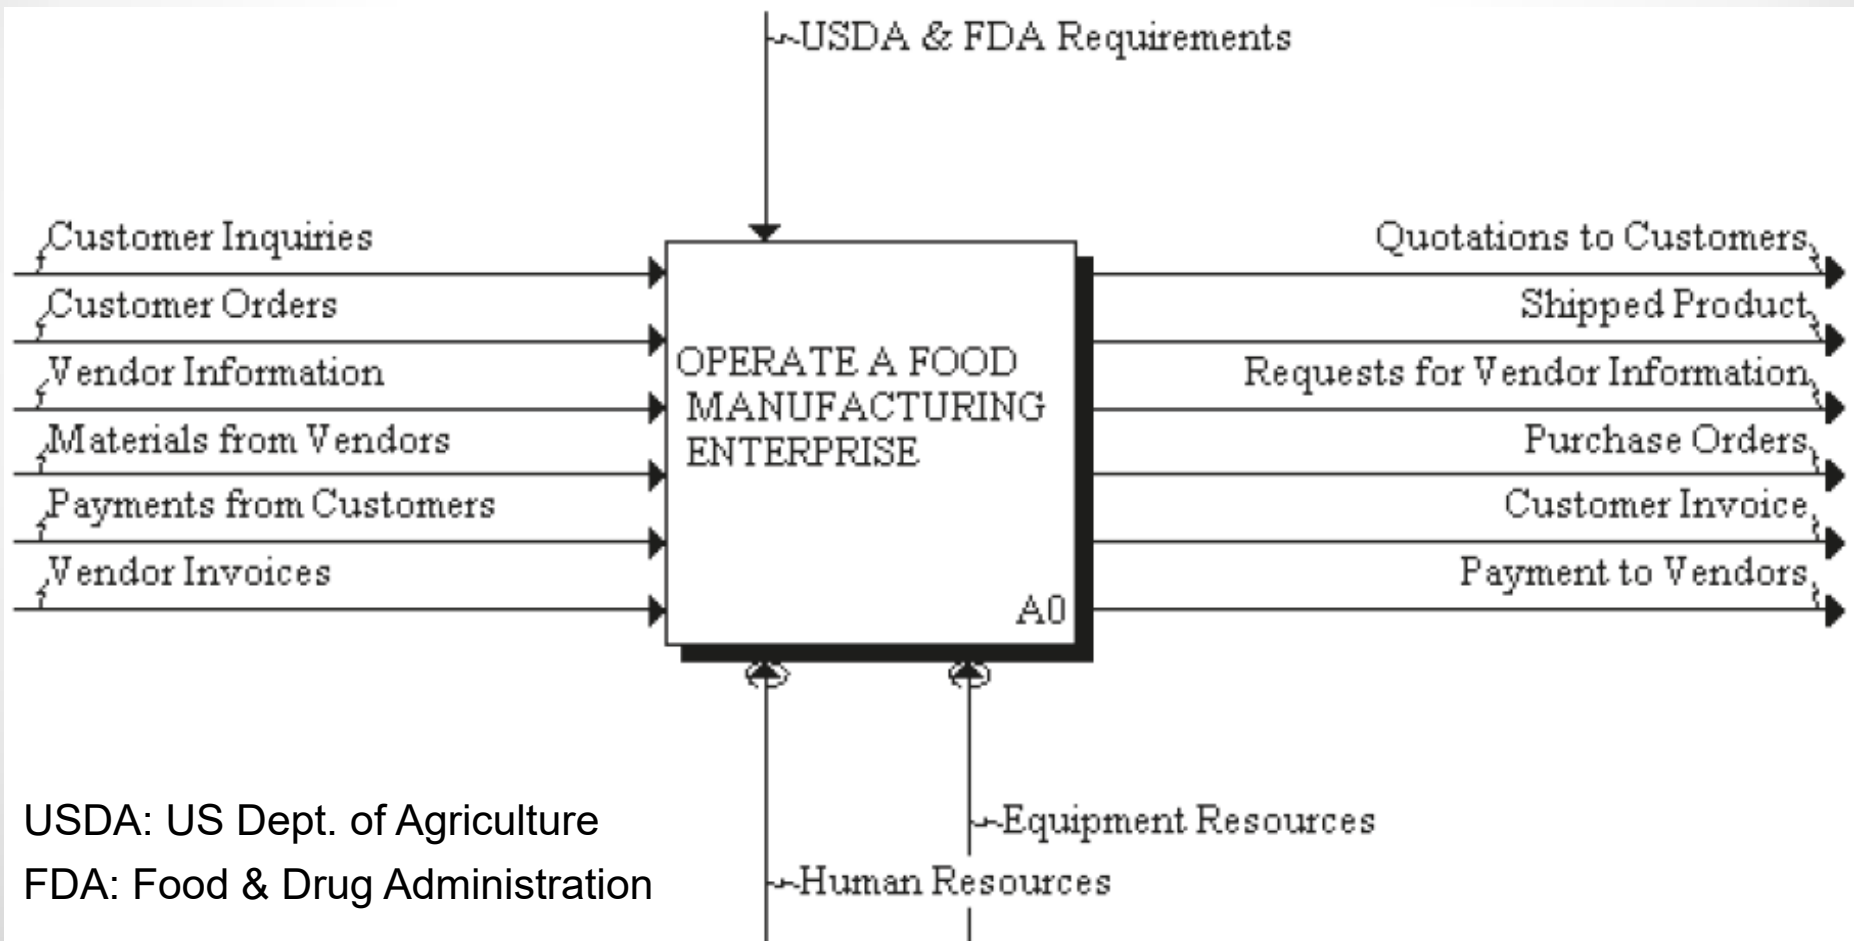 USDA & FDA Requirements
Customer Inquiries
Customer Orders
Vendor Information
Materials from Vendors
Payments from Customers
Vendor Invoices
OPERATE A FOOD
MANUFACTURING
ENTERPRISE
A0
Quotations to Customers
Shipped Product
Requests for Vendor Information
Purchase Orders
Customer Invoice
Payment to Vendors
Equipment Resources
Human Resources
USDA: US Dept. of Agriculture
FDA: Food & Drug Administration